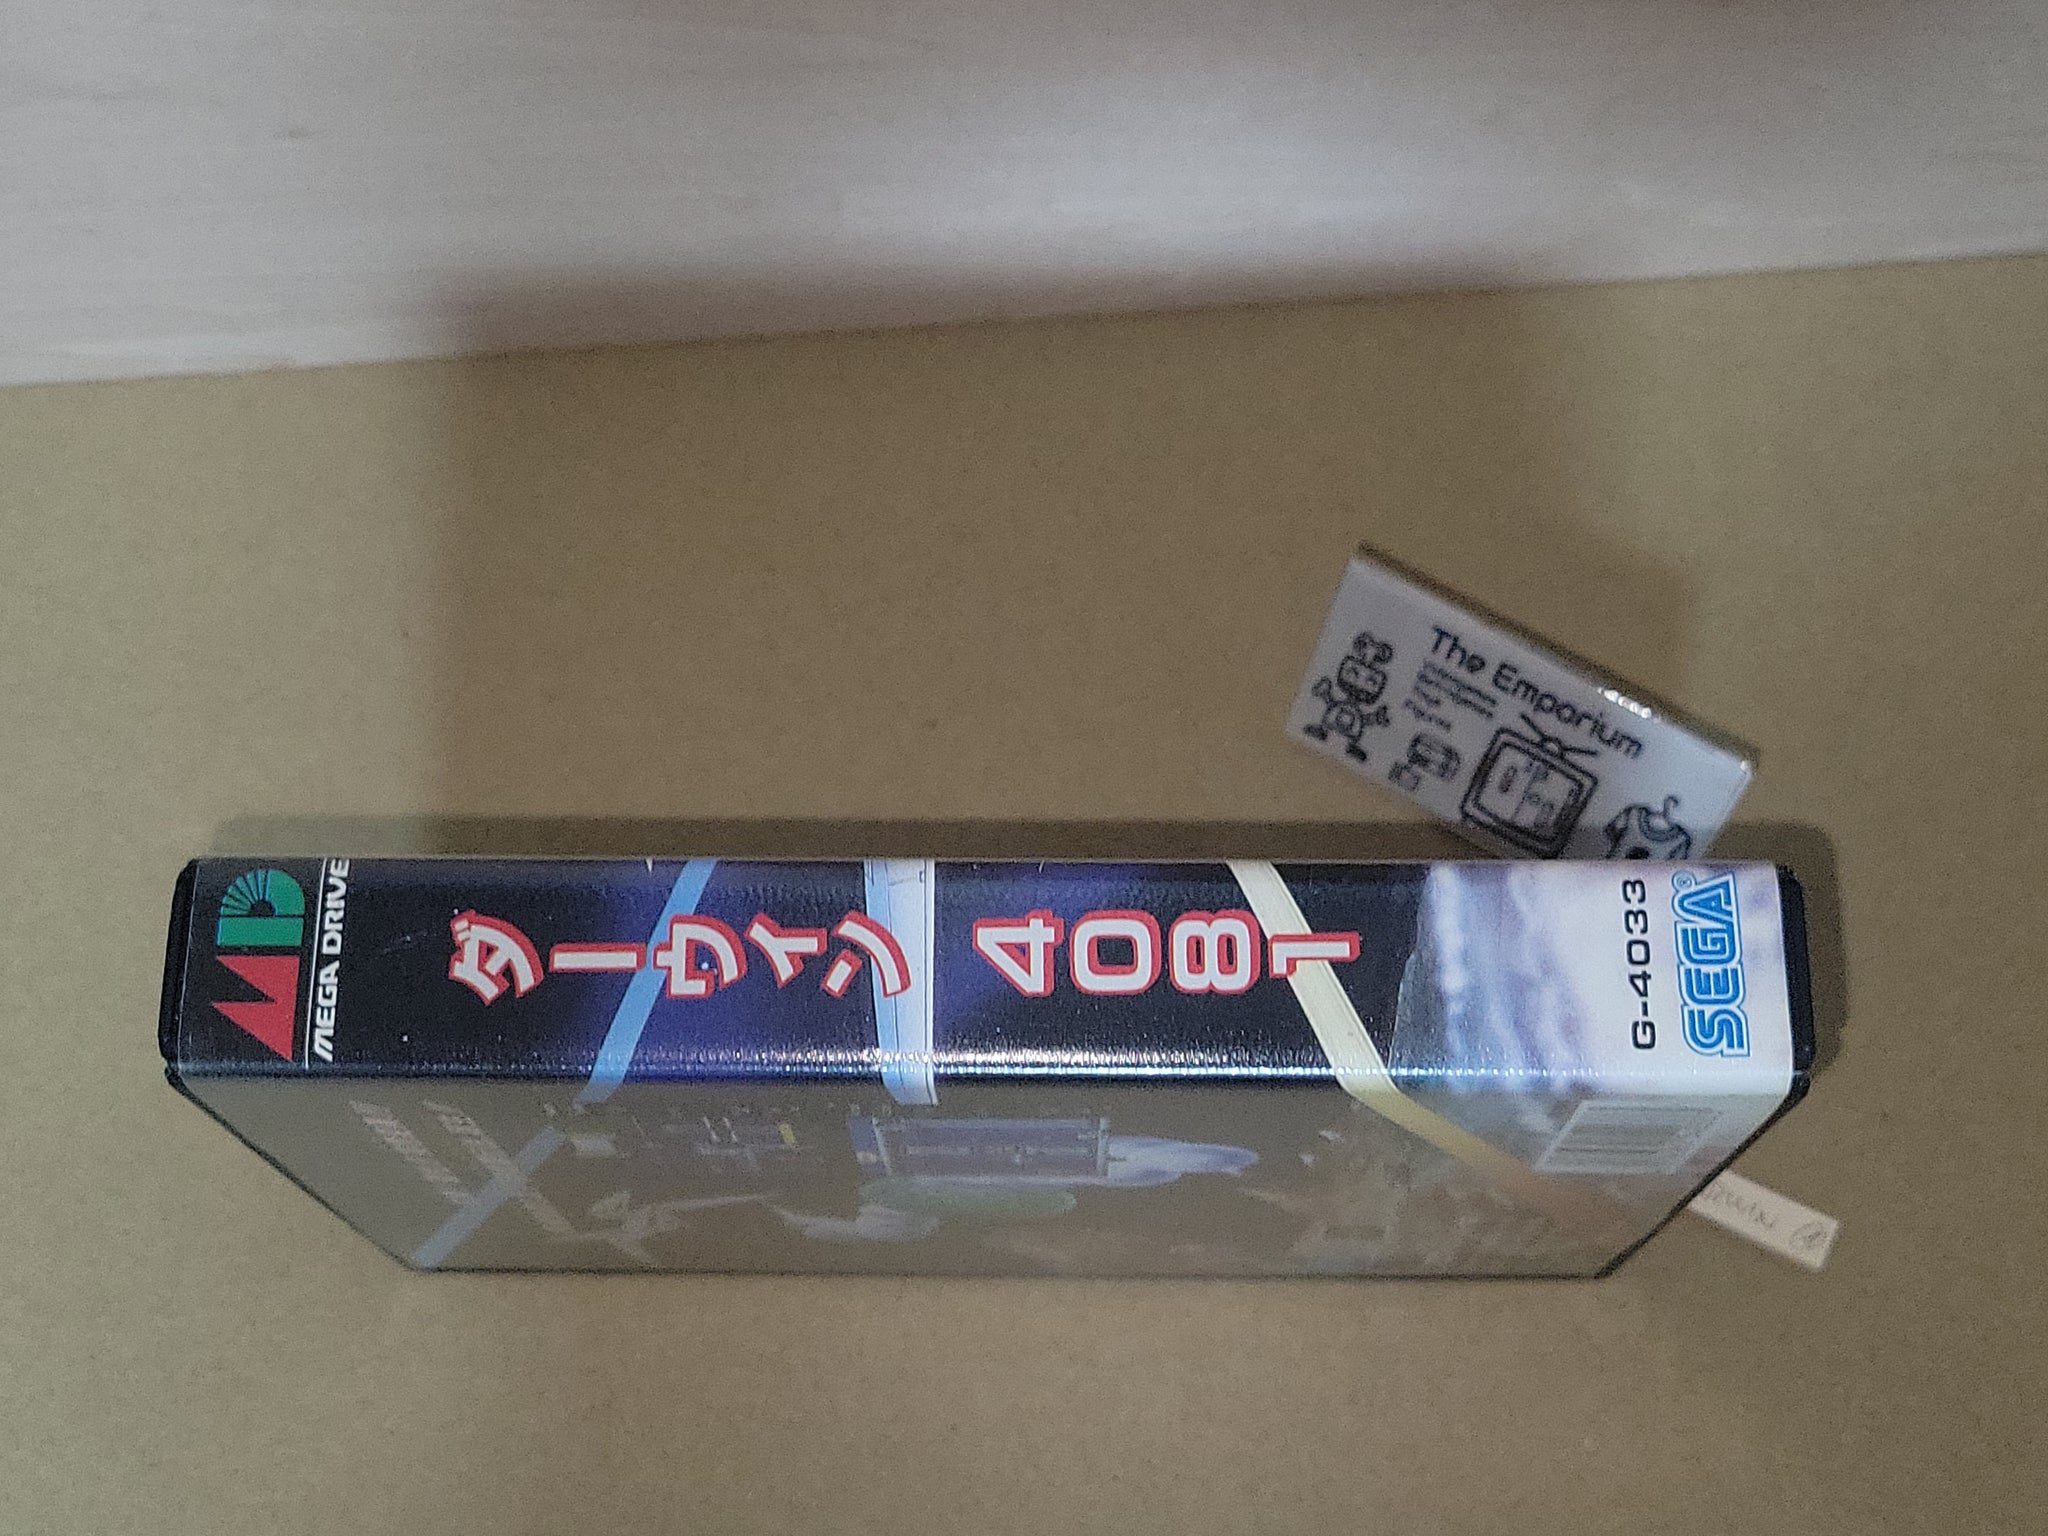 MEGA DRIVE
ダーウィン 4081
G-4033
SEGA®
The Emporium